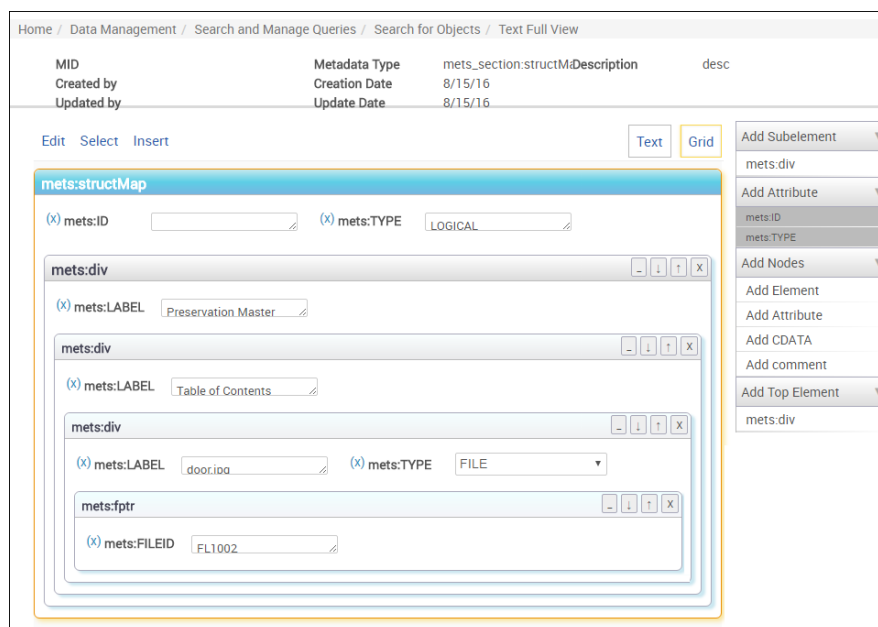 Home / Data Management / Search and Manage Queries / Search for Objects / Text Full View
MID Metadata Type mets_section:structMa Description desc
Created by Creation Date 8/15/16
Updated by Update Date 8/15/16
Edit Select Insert Text Grid
mets:structMap
(x) mets:ID (x) mets:TYPE LOGICAL
mets:div _ ↓ ↑ X
(x) mets:LABEL Preservation Master
mets:div _ ↓ ↑ X
(x) mets:LABEL Table of Contents
mets:div _ ↓ ↑ X
(x) mets:LABEL door.jpg (x) mets:TYPE FILE
mets:fptr _ ↓ ↑ X
(x) mets:FILEID FL1002
Add Subelement
mets:div
Add Attribute
mets:ID
mets:TYPE
Add Nodes
Add Element
Add Attribute
Add CDATA
Add comment
Add Top Element
mets:div